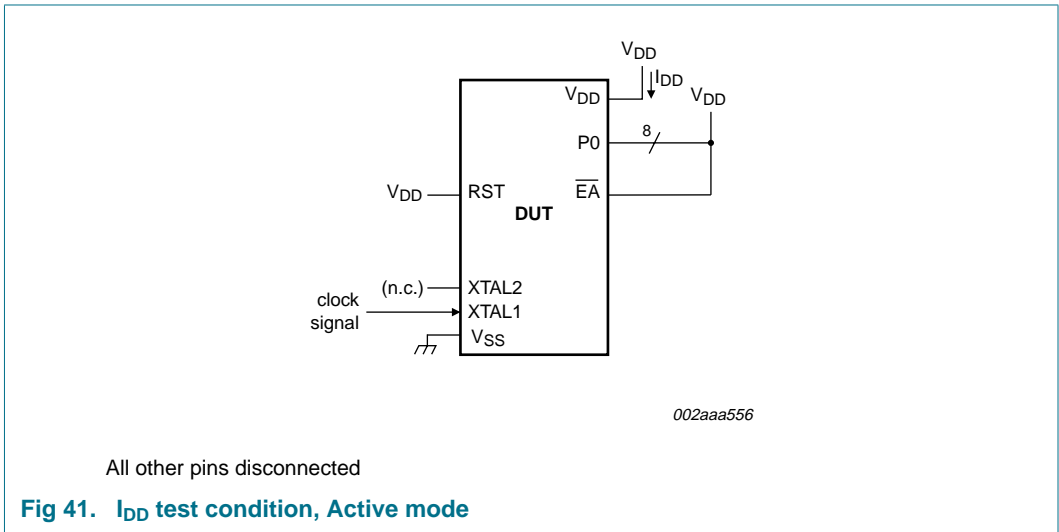 VDD
IDD
VDD
VDD
P0
8
VDD
RST
EA
DUT
(n.c.)
XTAL2
clock
signal
XTAL1
VSS
002aaa556
All other pins disconnected
Fig 41. IDD test condition, Active mode